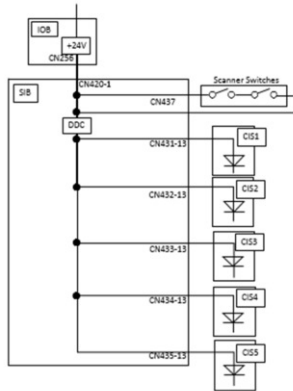 IOB
+24V
CN256
CN420-1
Scanner Switches
SIB
CN437
DDC
CN431-13
CIS1
CN432-13
CIS2
CN433-13
CIS3
CN434-13
CIS4
CN435-13
CIS5